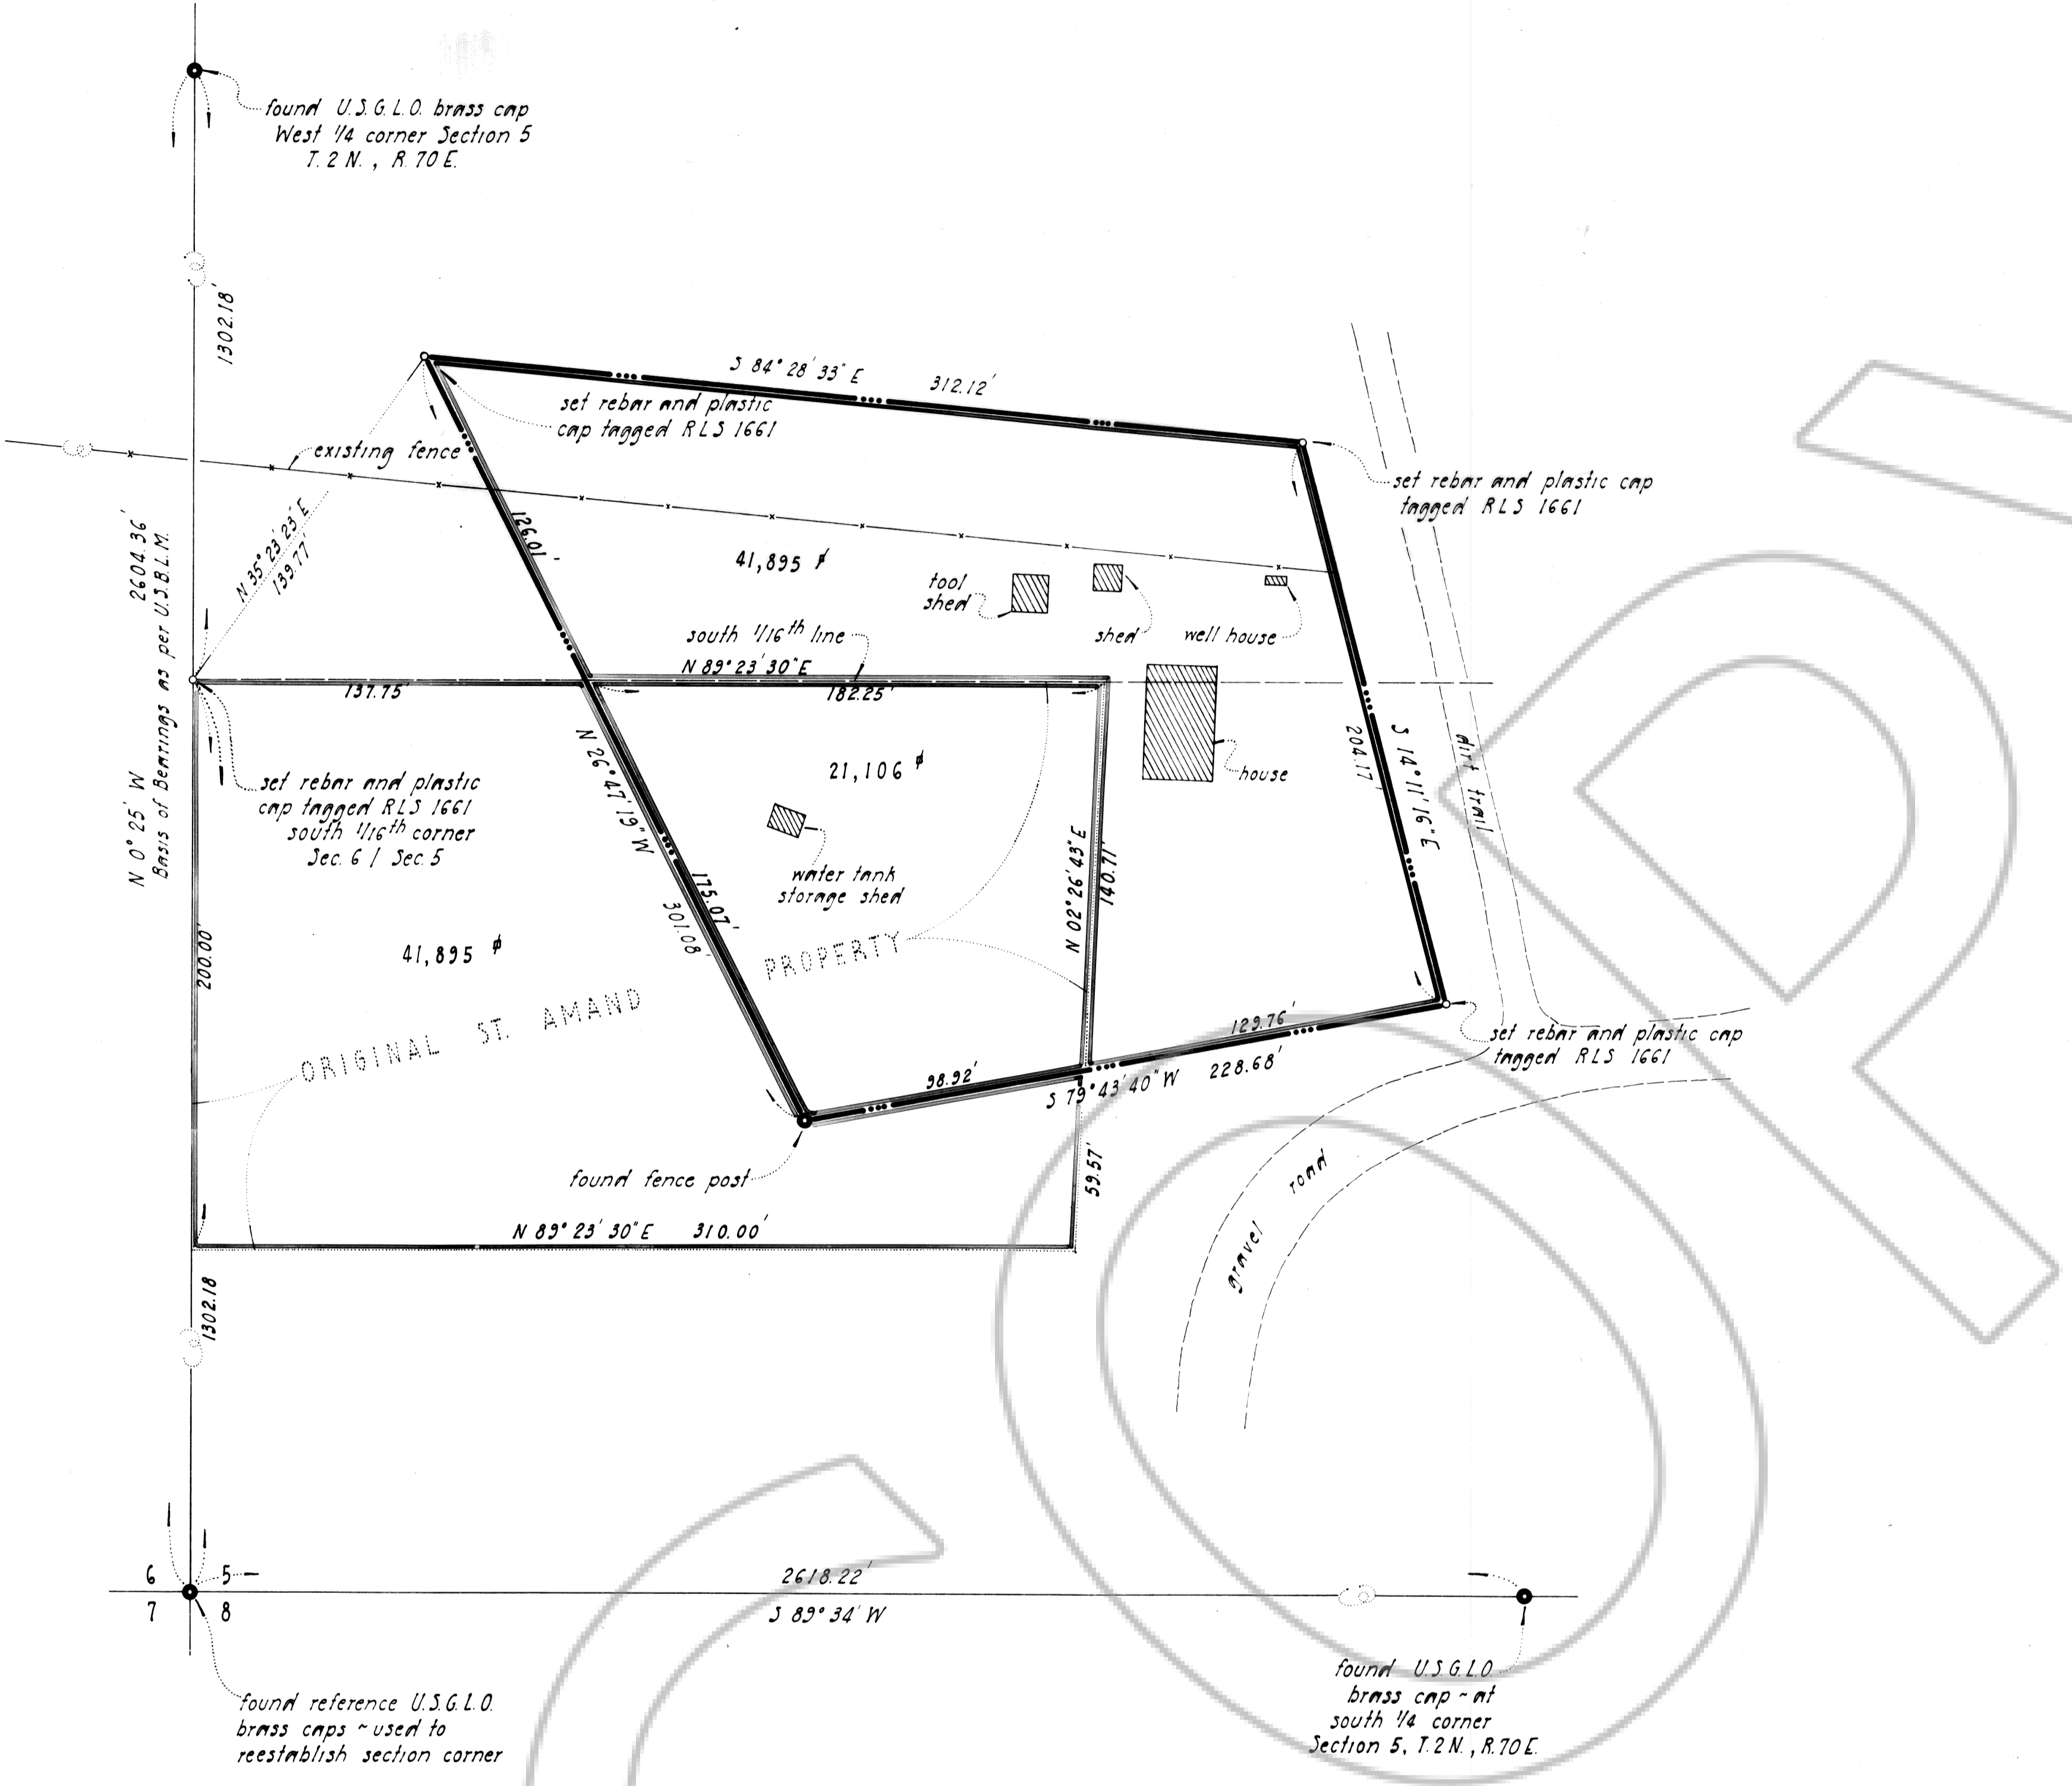 found U.S.G.L.O. brass cap
West 1/4 corner Section 5
T. 2 N. , R. 70 E.
1302.18'
S 84° 28' 33" E 312.12'
set rebar and plastic
cap tagged RLS 1661
existing fence
set rebar and plastic cap
tagged RLS 1661
N 35° 23' 23" E
139.77'
126.01'
41,895 ⌀
tool
shed
shed
well house
south 1/16th line
N 89° 23' 30" E
137.75'
182.25'
N 0° 25' W 2604.36'
Basis of Bearings as per U.S.B.L.M.
set rebar and plastic
cap tagged RLS 1661
south 1/16th corner
Sec. 6 / Sec. 5
N 26° 47' 19" W
175.07'
301.08'
21,106 ⌀
house
204.17'
S 14° 11' 16" E
dirt trail
water tank
storage shed
N 02° 26' 43" E
140.71'
200.00'
41,895 ⌀
ORIGINAL ST. AMAND PROPERTY
98.92'
129.76'
S 79° 43' 40" W 228.68'
set rebar and plastic cap
tagged RLS 1661
found fence post
59.57'
gravel road
N 89° 23' 30" E 310.00'
1302.18
6 5
7 8
2618.22'
S 89° 34' W
found reference U.S.G.L.O.
brass caps ~ used to
reestablish section corner
found U.S.G.L.O.
brass cap ~ at
south 1/4 corner
Section 5, T. 2 N. , R. 70 E.